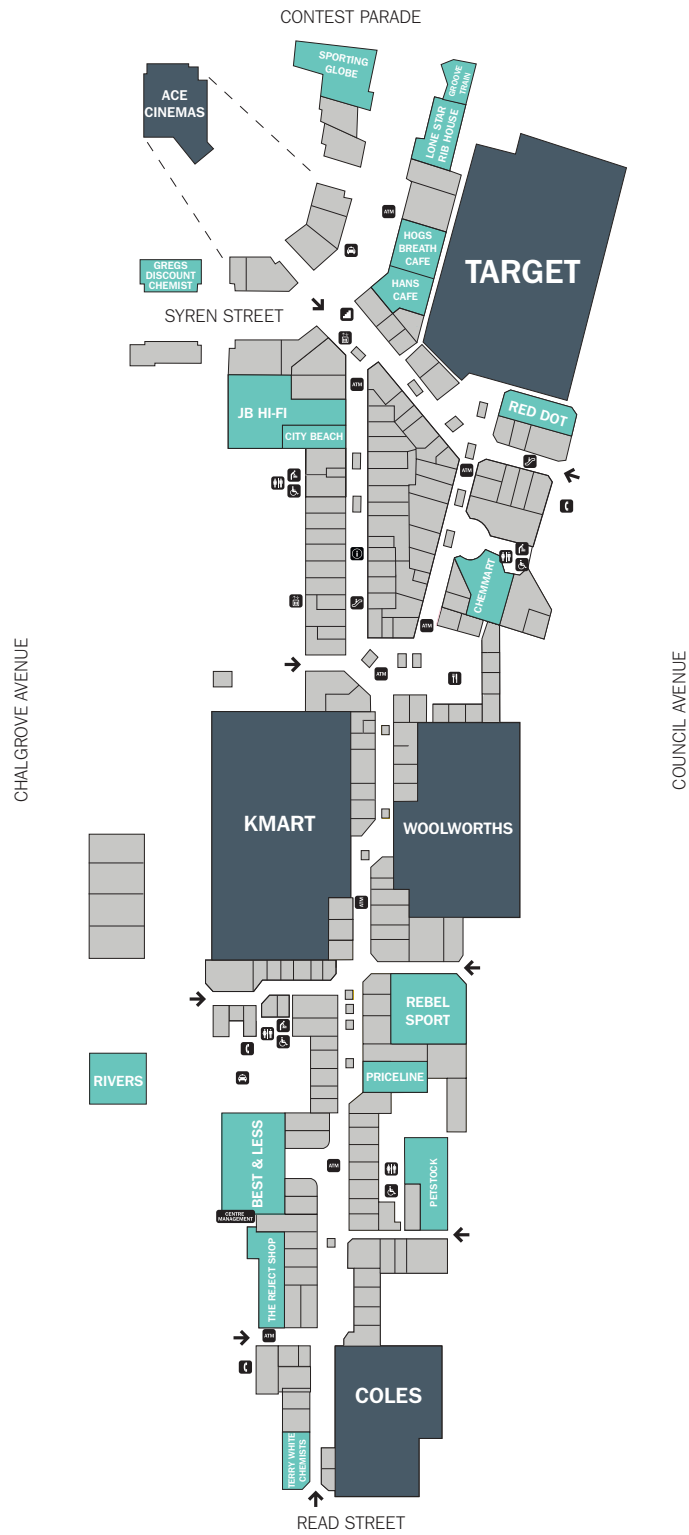 CONTEST PARADE
SPORTING
GLOBE
GROOVE
TRAIN
ACE
CINEMAS
LONE STAR
RIB HOUSE
ATM
HOGS
BREATH
CAFE
TARGET
GREGS
DISCOUNT
CHEMIST
HANS
CAFE
SYREN STREET
ATM
JB HI-FI
RED DOT
CITY BEACH
ATM
i
CHEMMART
ATM
CHALGROVE AVENUE
COUNCIL AVENUE
ATM
KMART
WOOLWORTHS
ATM
REBEL
SPORT
RIVERS
PRICELINE
BEST & LESS
ATM
PETSTOCK
CENTRE
MANAGEMENT
THE REJECT SHOP
ATM
COLES
TERRY WHITE
CHEMISTS
READ STREET